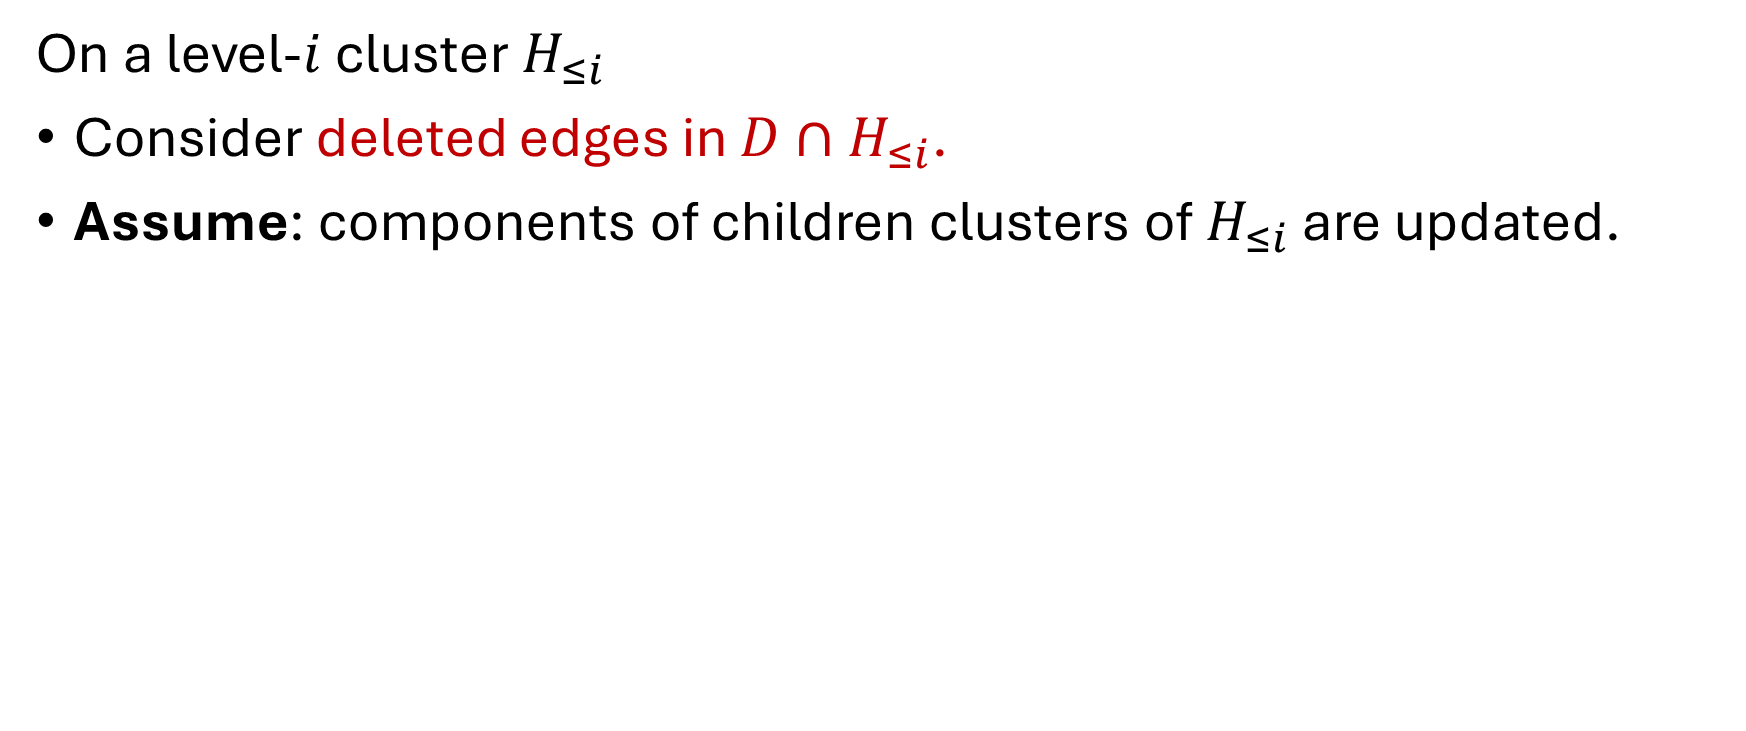 On a level-𝑖 cluster 𝐻≤𝑖
• Consider deleted edges in 𝐷 ∩ 𝐻≤𝑖.
• Assume: components of children clusters of 𝐻≤𝑖 are updated.